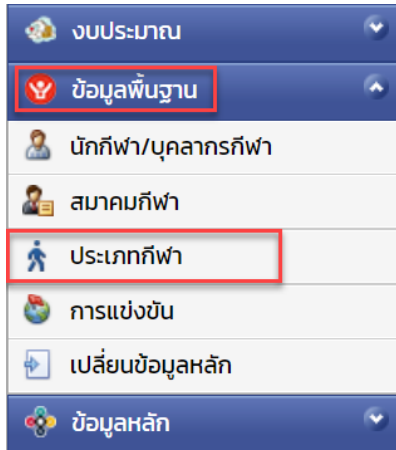 งบประมาณ
ข้อมูลพื้นฐาน
นักกีฬา/บุคลากรกีฬา
สมาคมกีฬา
ประเภทกีฬา
การแข่งขัน
เปลี่ยนข้อมูลหลัก
ข้อมูลหลัก